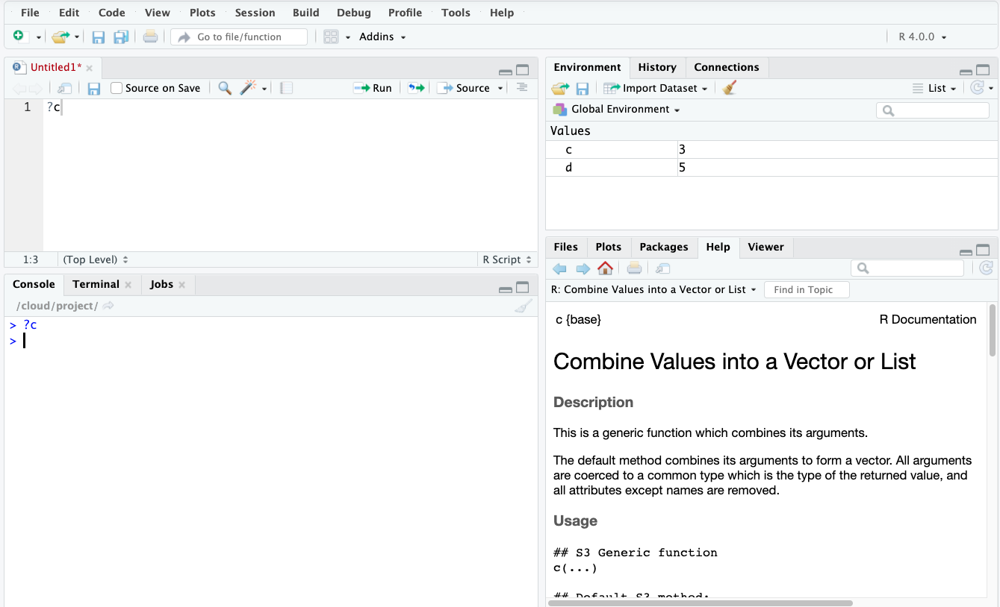 File Edit Code View Plots Session Build Debug Profile Tools Help
Go to file/function Addins R 4.0.0
Untitled1*
Source on Save Run Source
1 ?c
1:3 (Top Level) R Script
Console Terminal Jobs
/cloud/project/
> ?c
>
Environment History Connections
Import Dataset List
Global Environment
Values
c 3
d 5
Files Plots Packages Help Viewer
R: Combine Values into a Vector or List Find in Topic
c {base} R Documentation
Combine Values into a Vector or List
Description
This is a generic function which combines its arguments.
The default method combines its arguments to form a vector. All arguments
are coerced to a common type which is the type of the returned value, and
all attributes except names are removed.
Usage
## S3 Generic function
c(...)
## Default S3 method: